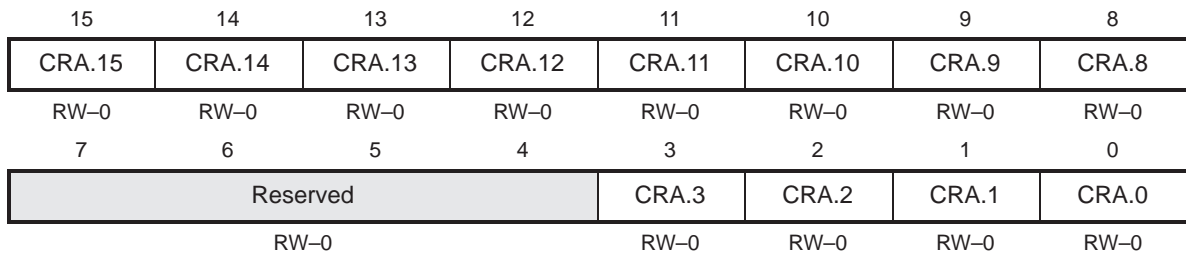 15 14 13 12 11 10 9 8
CRA.15 CRA.14 CRA.13 CRA.12 CRA.11 CRA.10 CRA.9 CRA.8
RW–0 RW–0 RW–0 RW–0 RW–0 RW–0 RW–0 RW–0
7 6 5 4 3 2 1 0
Reserved CRA.3 CRA.2 CRA.1 CRA.0
RW–0 RW–0 RW–0 RW–0 RW–0